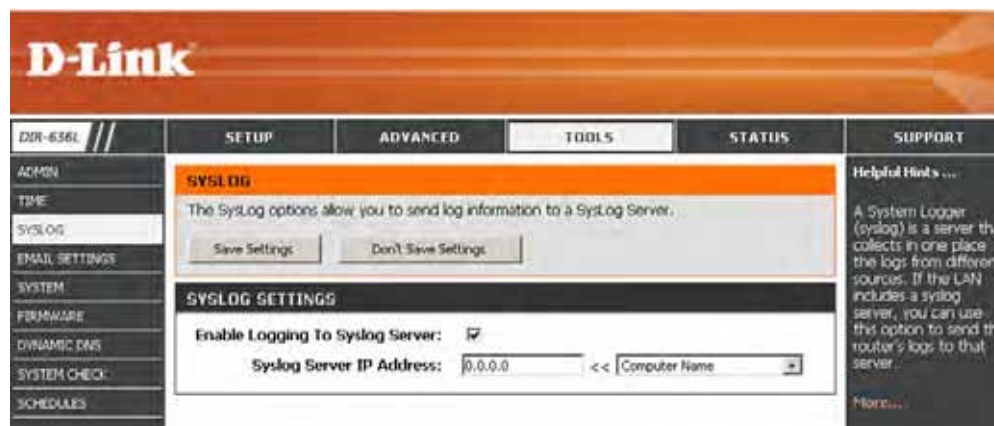 D-Link
DIR-636L
SETUP
ADVANCED
TOOLS
STATUS
SUPPORT
ADMIN
TIME
SYSLOG
EMAIL SETTINGS
SYSTEM
FIRMWARE
DYNAMIC DNS
SYSTEM CHECK
SCHEDULES
SYSLOG
The SysLog options allow you to send log information to a SysLog Server.
Save Settings
Don't Save Settings
SYSLOG SETTINGS
Enable Logging To Syslog Server:
Syslog Server IP Address: 0.0.0.0 << Computer Name
Helpful Hints ...
A System Logger
(syslog) is a server th
collects in one place
the logs from differen
sources. If the LAN
includes a syslog
server, you can use
this option to send th
router's logs to that
server.
More...